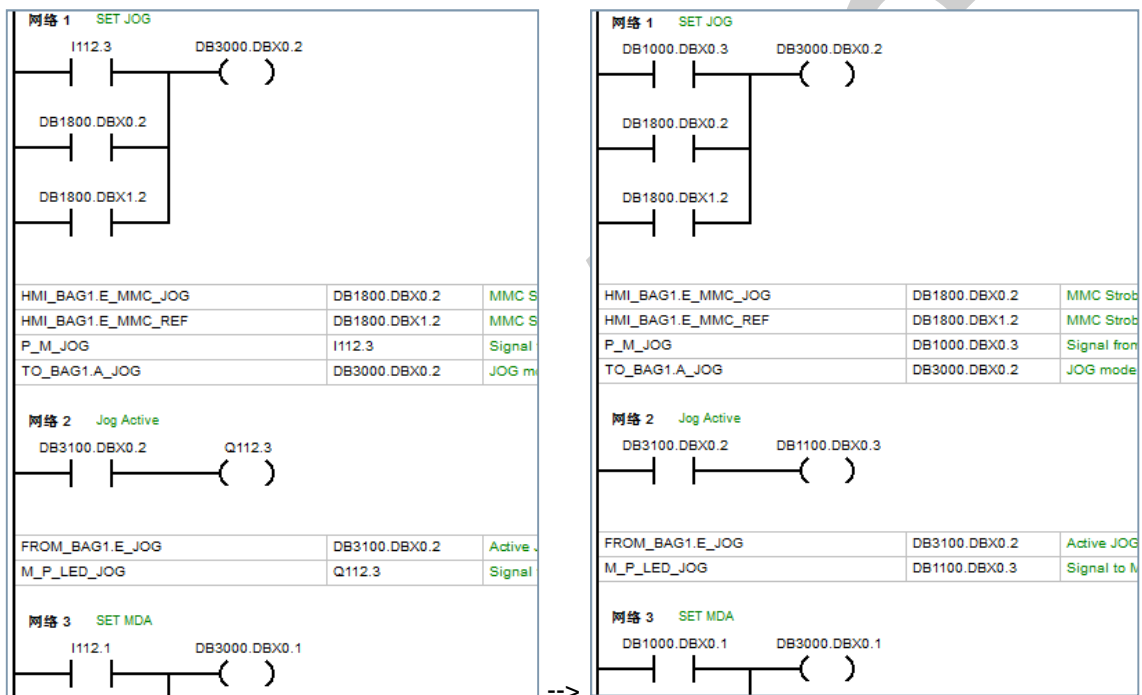 网络 1 SET JOG
I112.3 DB3000.DBX0.2
DB1800.DBX0.2
DB1800.DBX1.2
HMI_BAG1.E_MMC_JOG DB1800.DBX0.2 MMC S
HMI_BAG1.E_MMC_REF DB1800.DBX1.2 MMC S
P_M_JOG I112.3 Signal
TO_BAG1.A_JOG DB3000.DBX0.2 JOG m
网络 2 Jog Active
DB3100.DBX0.2 Q112.3
FROM_BAG1.E_JOG DB3100.DBX0.2 Active
M_P_LED_JOG Q112.3 Signal
网络 3 SET MDA
I112.1 DB3000.DBX0.1
-->
网络 1 SET JOG
DB1000.DBX0.3 DB3000.DBX0.2
DB1800.DBX0.2
DB1800.DBX1.2
HMI_BAG1.E_MMC_JOG DB1800.DBX0.2 MMC Strob
HMI_BAG1.E_MMC_REF DB1800.DBX1.2 MMC Strob
P_M_JOG DB1000.DBX0.3 Signal from
TO_BAG1.A_JOG DB3000.DBX0.2 JOG mode
网络 2 Jog Active
DB3100.DBX0.2 DB1100.DBX0.3
FROM_BAG1.E_JOG DB3100.DBX0.2 Active JOG
M_P_LED_JOG DB1100.DBX0.3 Signal to M
网络 3 SET MDA
DB1000.DBX0.1 DB3000.DBX0.1